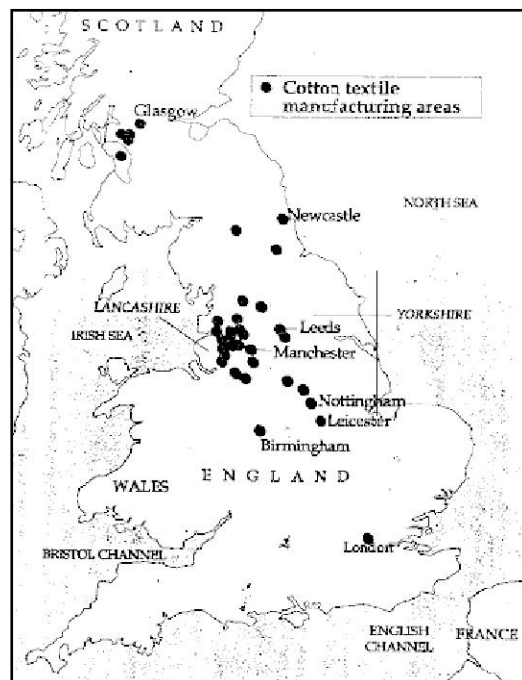 SCOTLAND
Cotton textile
manufacturing areas
Glasgow
Newcastle
NORTH SEA
LANCASHIRE
YORKSHIRE
IRISH SEA
Leeds
Manchester
Nottingham
Leicester
Birmingham
ENGLAND
WALES
BRISTOL CHANNEL
London
ENGLISH
CHANNEL
FRANCE